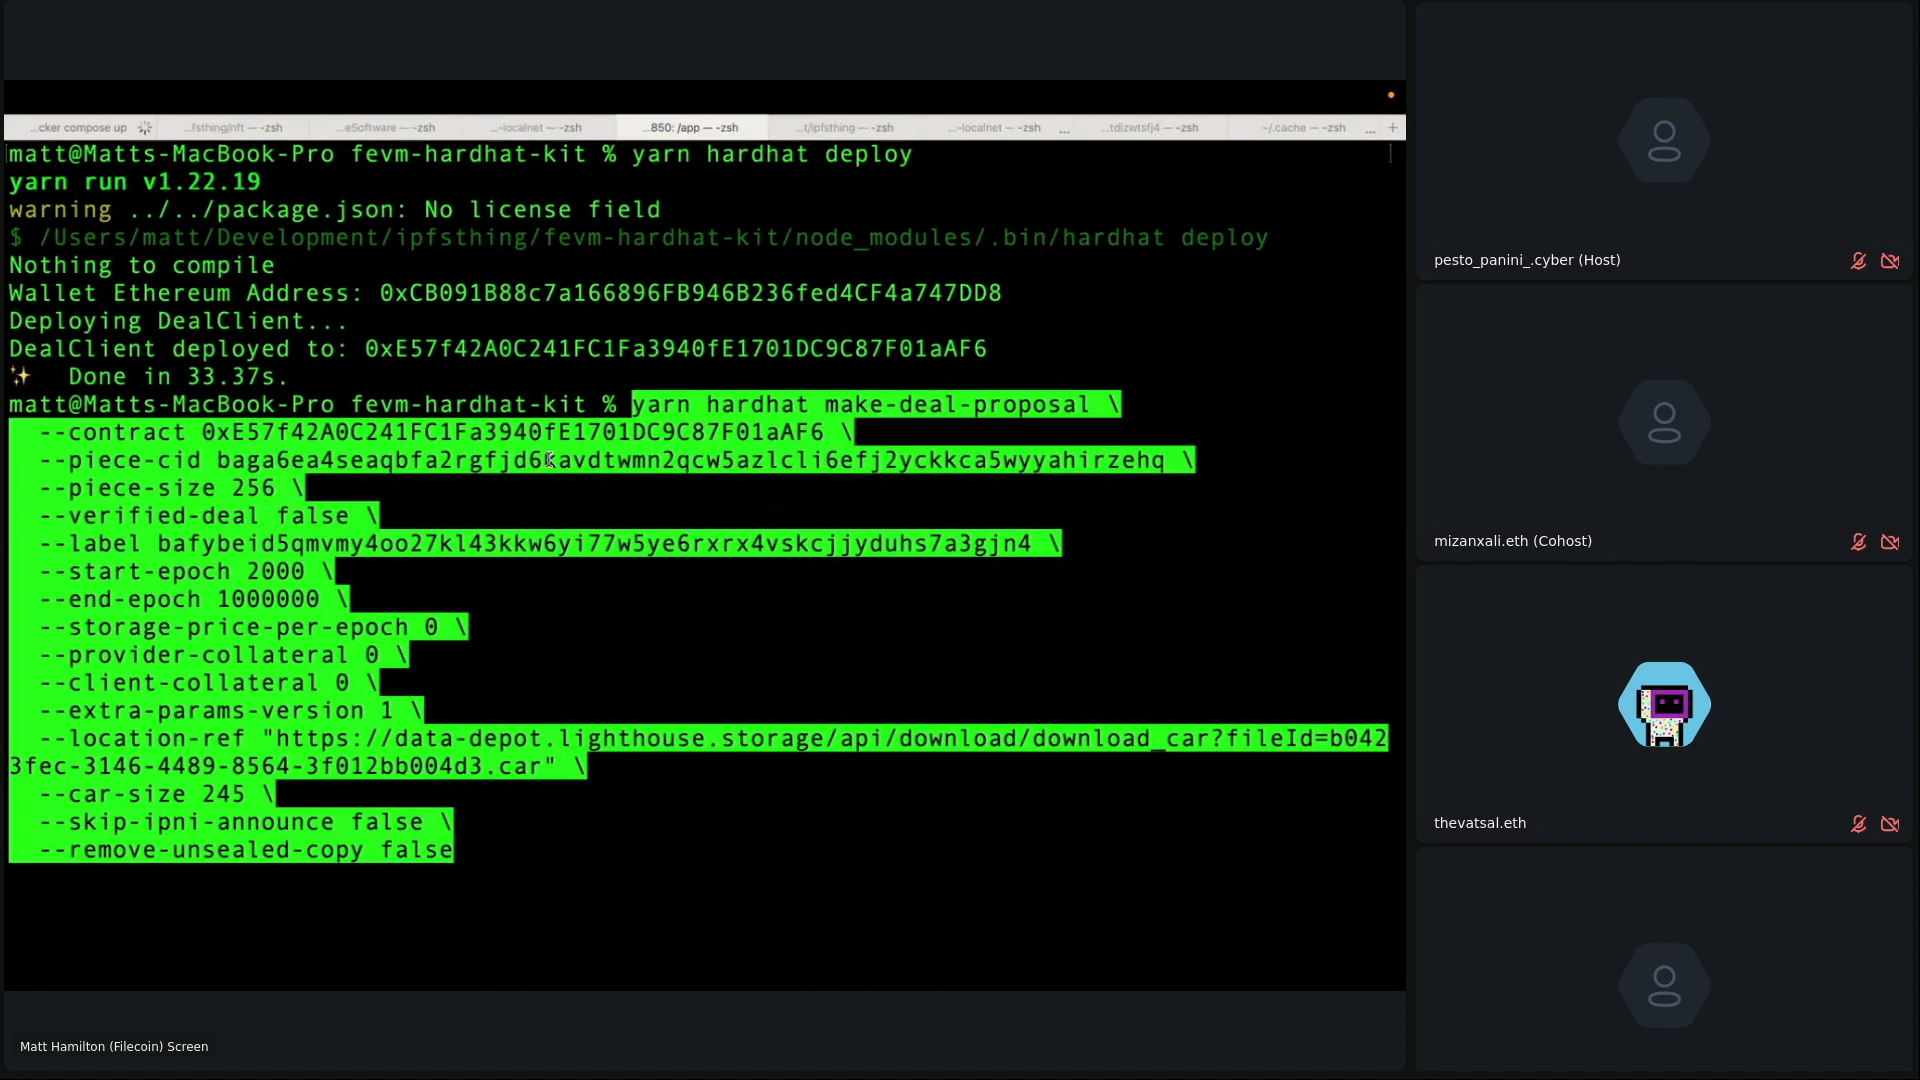 ...cker compose up
...fsthing/nft — -zsh
...eSoftware — -zsh
...-localnet — -zsh
...850: /app — -zsh
...t/ipfsthing — -zsh
...-localnet — -zsh ...
...tdizwtsfj4 — -zsh
~/.cache — -zsh ... +
matt@Matts-MacBook-Pro fevm-hardhat-kit % yarn hardhat deploy
yarn run v1.22.19
warning ../../package.json: No license field
$ /Users/matt/Development/ipfsthing/fevm-hardhat-kit/node_modules/.bin/hardhat deploy
Nothing to compile
Wallet Ethereum Address: 0xCB091B88c7a166896FB946B236fed4CF4a747DD8
Deploying DealClient...
DealClient deployed to: 0xE57f42A0C241FC1Fa3940fE1701DC9C87F01aAF6
✨ Done in 33.37s.
matt@Matts-MacBook-Pro fevm-hardhat-kit % yarn hardhat make-deal-proposal \
--contract 0xE57f42A0C241FC1Fa3940fE1701DC9C87F01aAF6 \
--piece-cid baga6ea4seaqbfa2rgfjd6kavdtwmn2qcw5azlcli6efj2yckkca5wyyahirzehq \
--piece-size 256 \
--verified-deal false \
--label bafybeid5qmvmy4oo27kl43kkw6yi77w5ye6rxrx4vskcjjyduhs7a3gjn4 \
--start-epoch 2000 \
--end-epoch 1000000 \
--storage-price-per-epoch 0 \
--provider-collateral 0 \
--client-collateral 0 \
--extra-params-version 1 \
--location-ref "https://data-depot.lighthouse.storage/api/download/download_car?fileId=b042
3fec-3146-4489-8564-3f012bb004d3.car" \
--car-size 245 \
--skip-ipni-announce false \
--remove-unsealed-copy false
Matt Hamilton (Filecoin) Screen
pesto_panini_.cyber (Host)
mizanxali.eth (Cohost)
thevatsal.eth